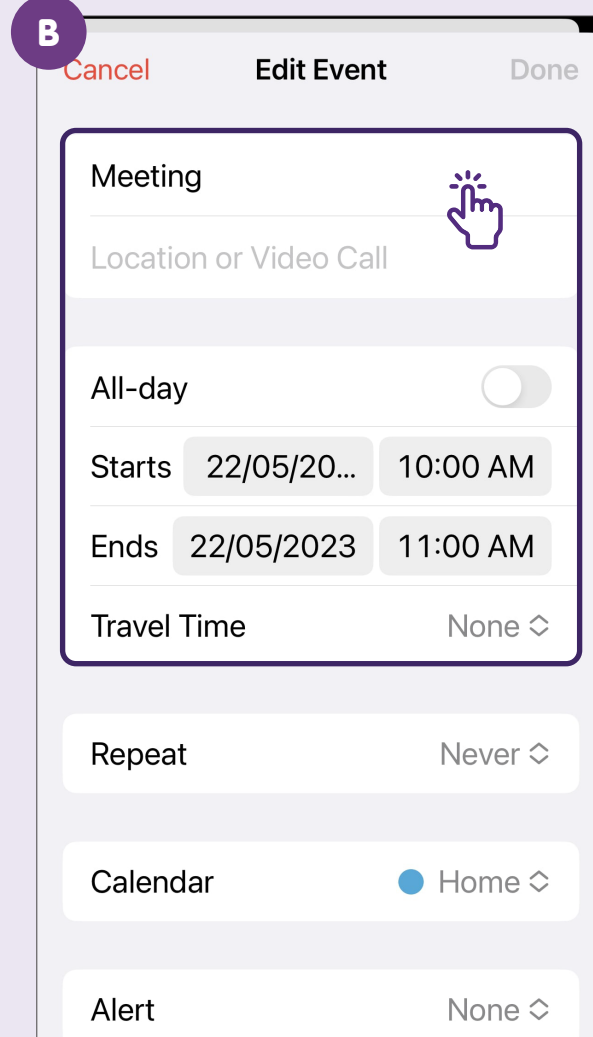 B
Cancel Edit Event Done
Meeting
Location or Video Call
All-day
Starts 22/05/20... 10:00 AM
Ends 22/05/2023 11:00 AM
Travel Time None
Repeat Never
Calendar Home
Alert None